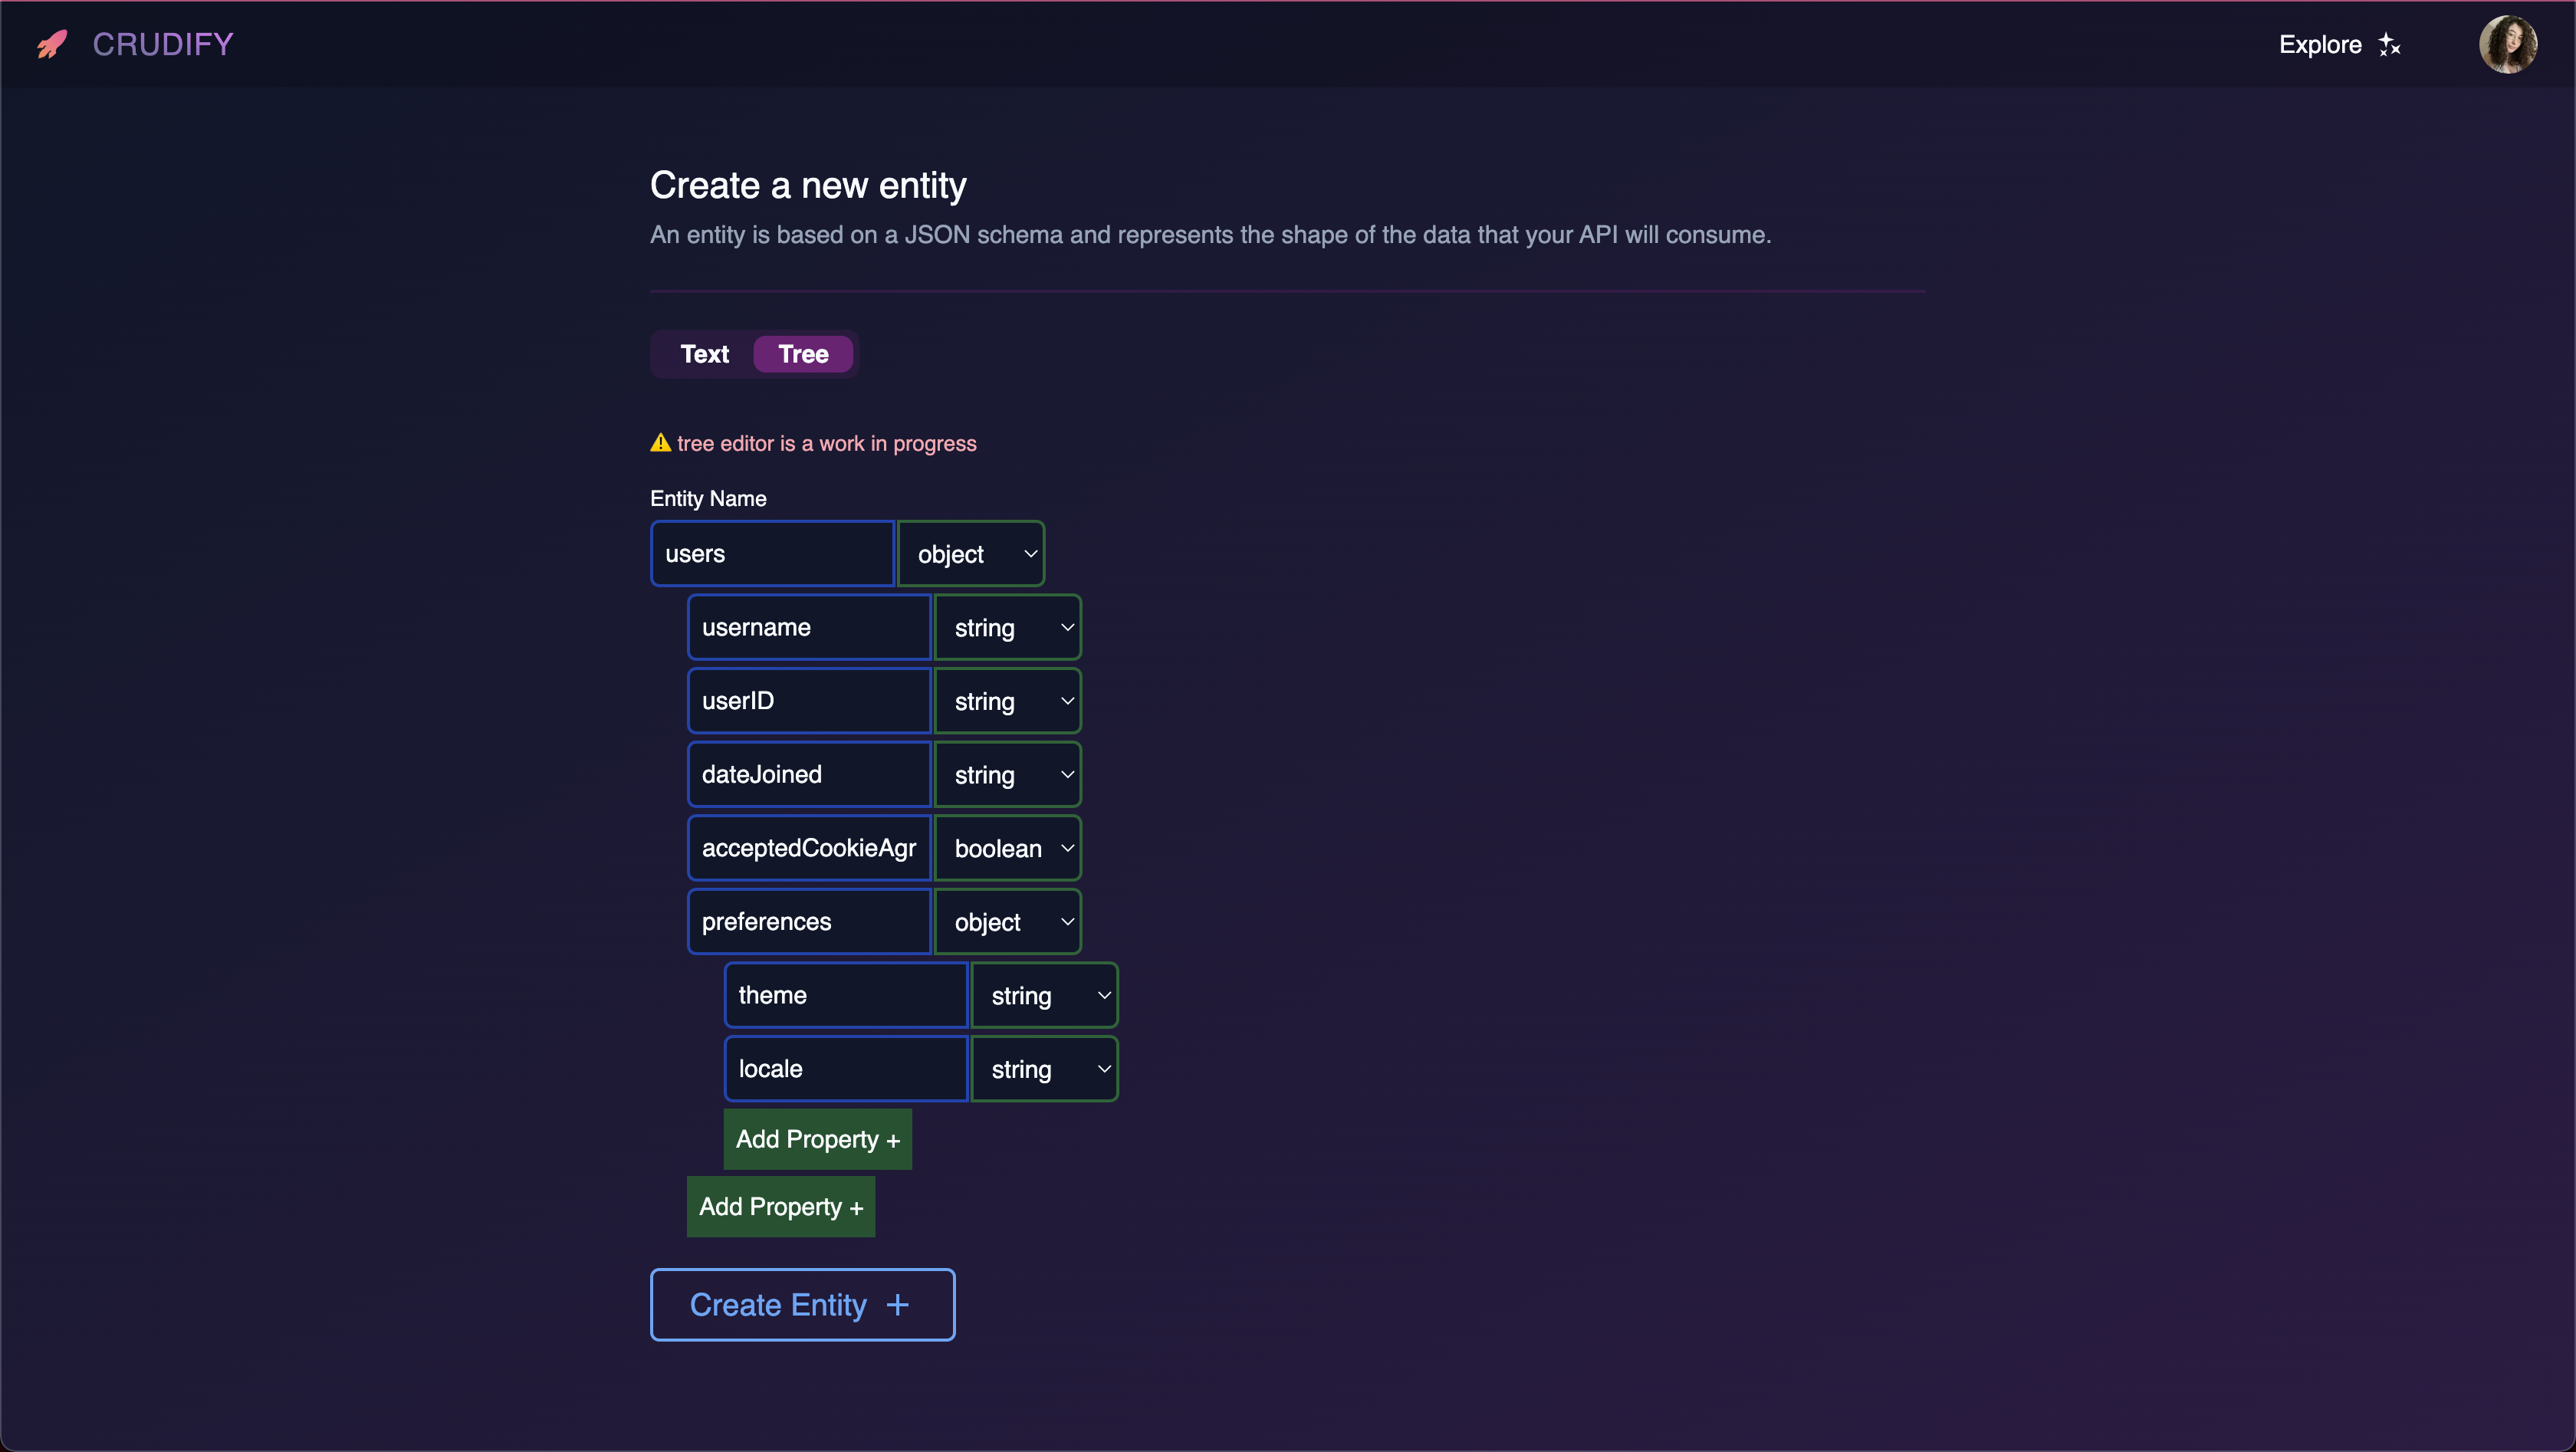 CRUDIFY
Explore
Create a new entity
An entity is based on a JSON schema and represents the shape of the data that your API will consume.
Text Tree
tree editor is a work in progress
Entity Name
users object
username string
userID string
dateJoined string
acceptedCookieAgr boolean
preferences object
theme string
locale string
Add Property +
Add Property +
Create Entity +